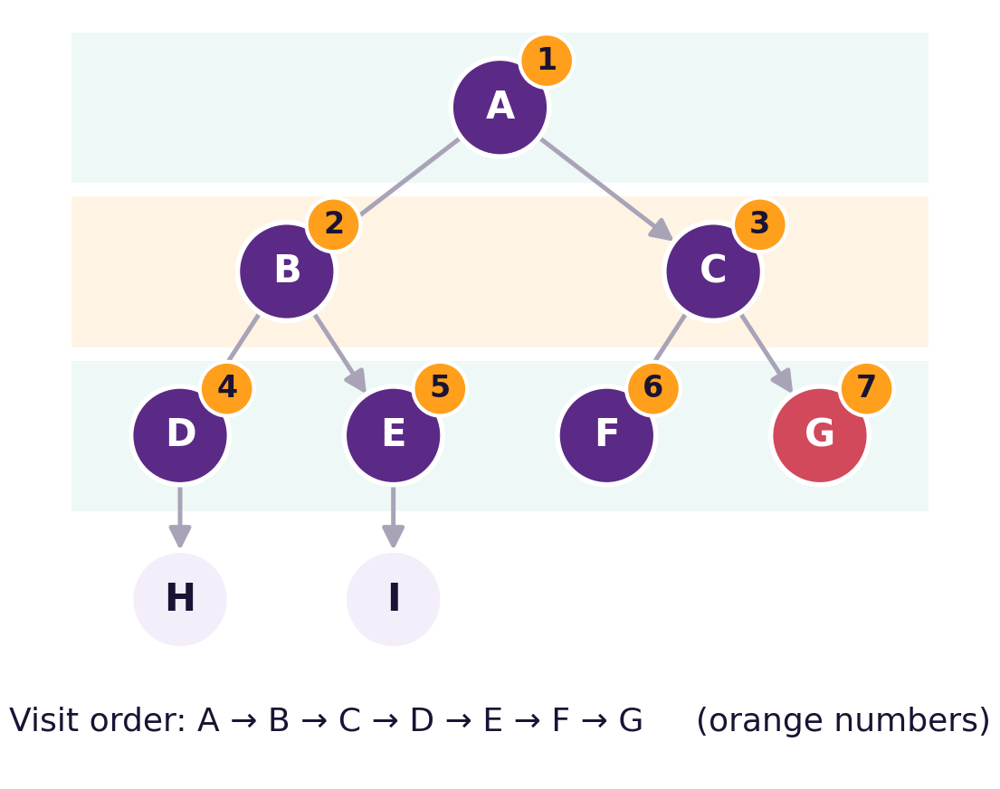 1
A
2
3
B
C
4
5
6
7
D
E
F
G
H
I
Visit order: A → B → C → D → E → F → G (orange numbers)